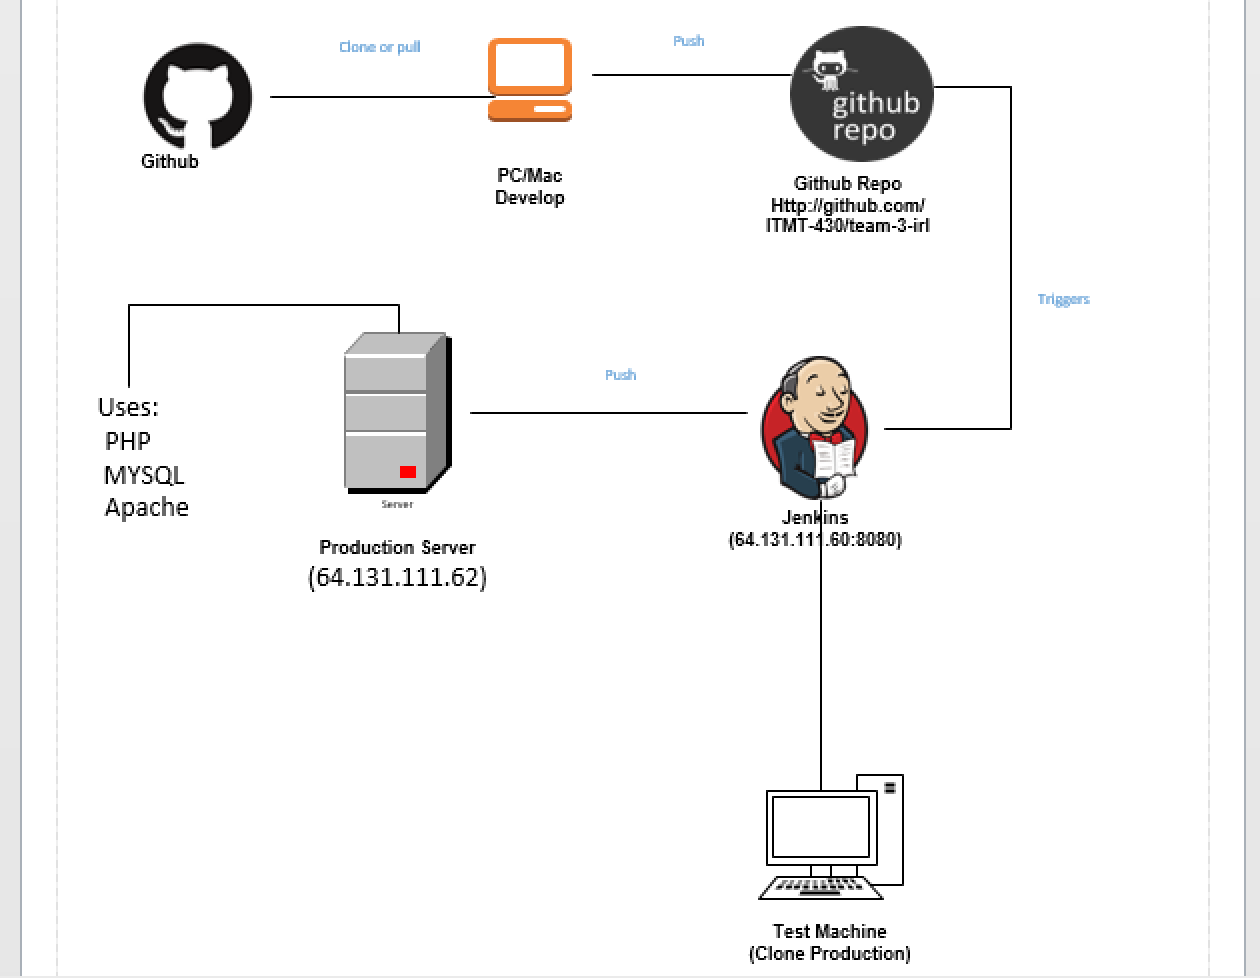 Clone or pull
Push
github
repo
Github
PC/Mac
Develop
Github Repo
Http://github.com/
ITMT-430/team-3-irl
Triggers
Push
Uses:
PHP
MYSQL
Apache
Server
Production Server
(64.131.111.62)
Jenkins
(64.131.111.60:8080)
Test Machine
(Clone Production)